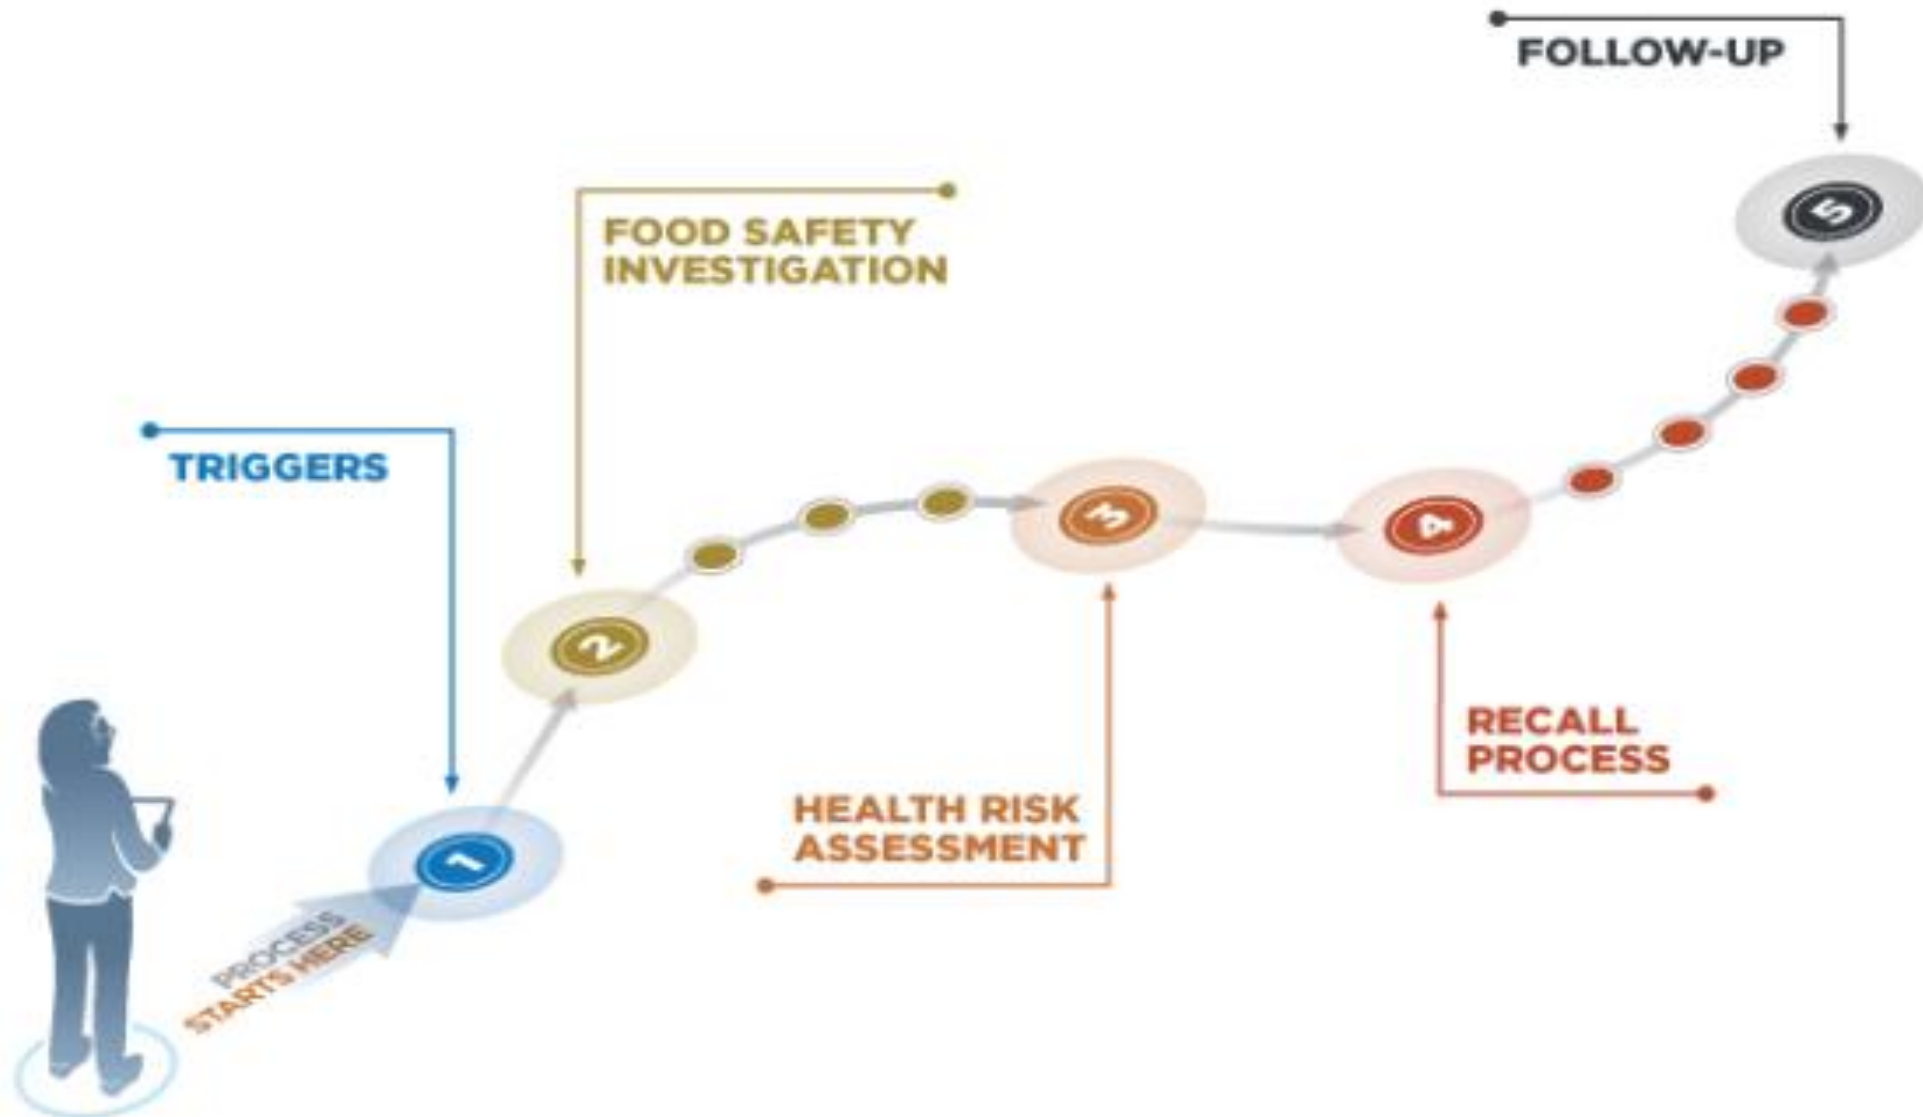 FOLLOW-UP
5
FOOD SAFETY
INVESTIGATION
TRIGGERS
3
4
2
RECALL
PROCESS
HEALTH RISK
ASSESSMENT
1
PROCESS
STARTS HERE